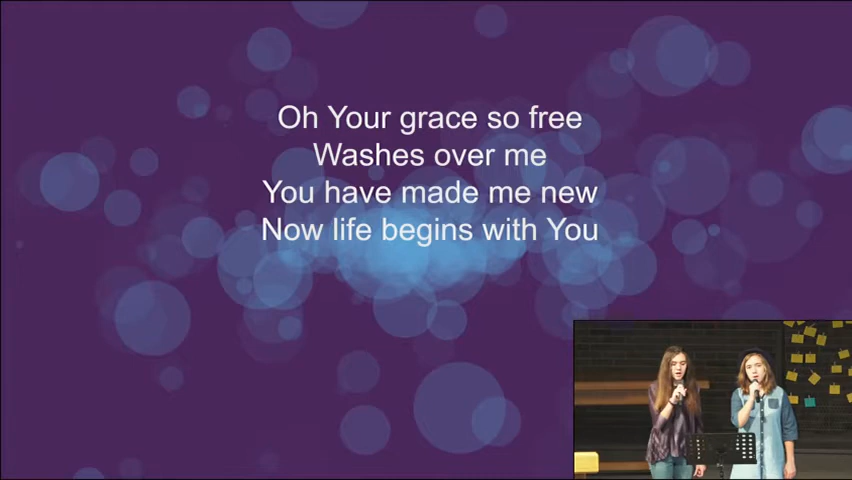 Oh Your grace so free
Washes over me
You have made me new
Now life begins with You